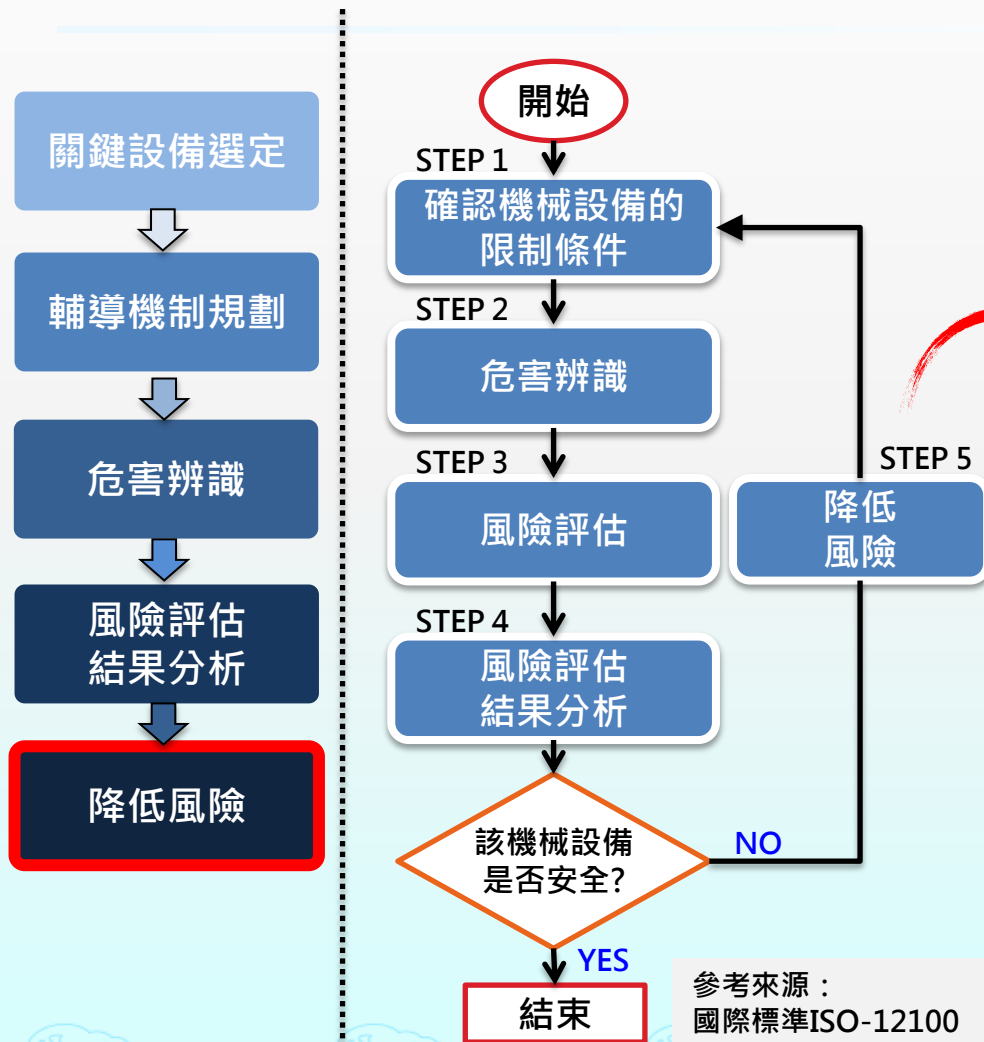 關鍵設備選定
輔導機制規劃
危害辨識
風險評估
結果分析
降低風險
開始
STEP 1
確認機械設備的
限制條件
STEP 2
危害辨識
STEP 3
風險評估
STEP 4
風險評估
結果分析
該機械設備
是否安全?
NO
STEP 5
降低
風險
YES
結束
參考來源：
國際標準ISO-12100